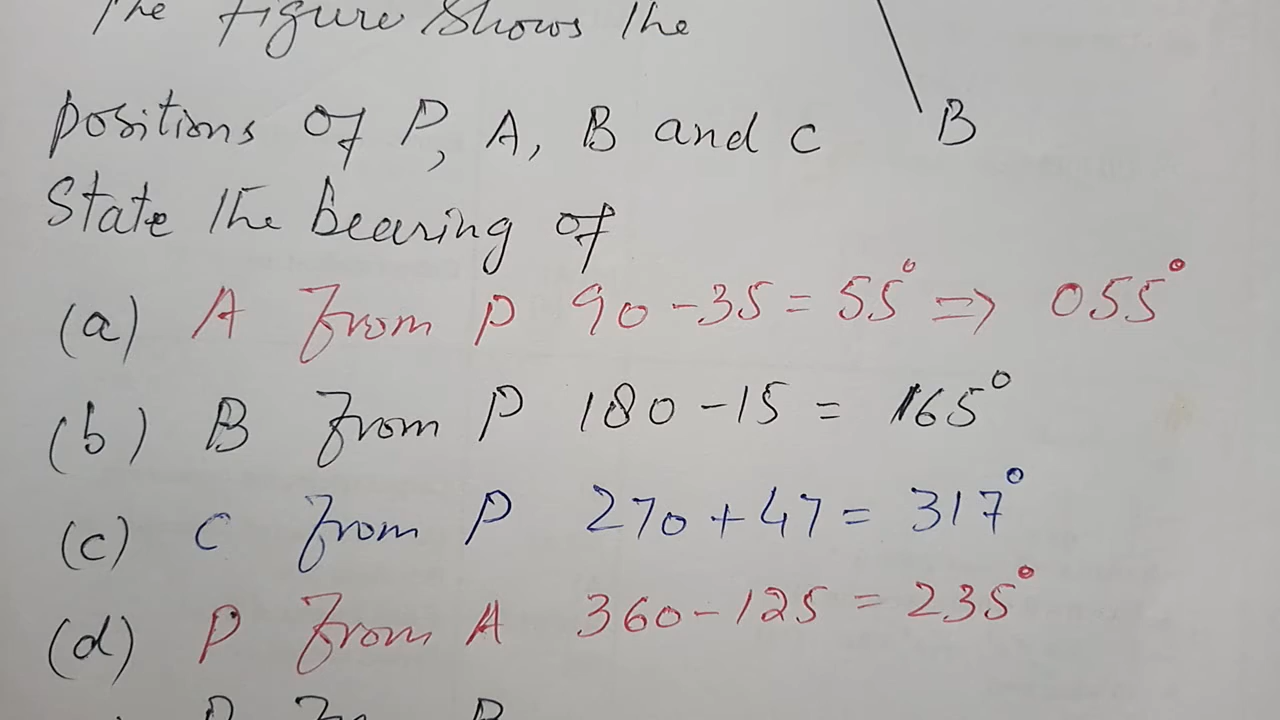 The figure shows the
positions of P, A, B and C
B
State the bearing of
(a) A from P 90 - 35 = 55° => 055°
(b) B from P 180 - 15 = 165°
(c) C from P 270 + 47 = 317°
(d) P from A 360 - 125 = 235°